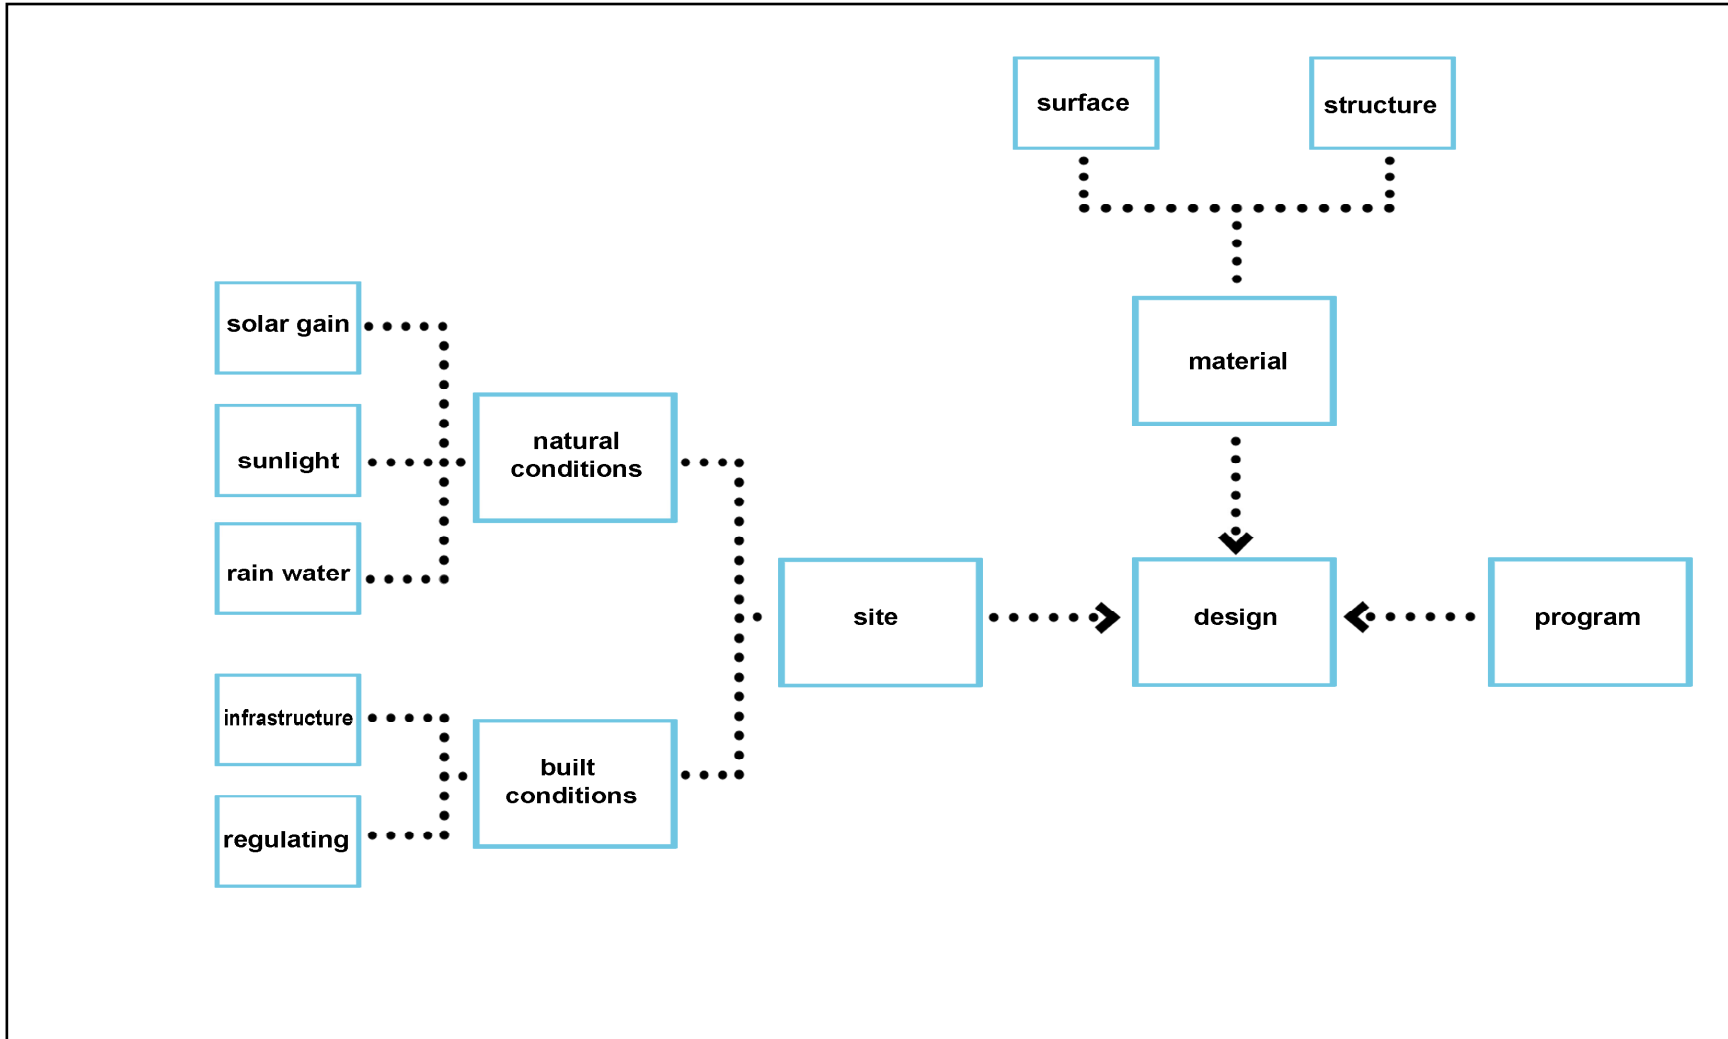 surface
structure
solar gain
material
natural
conditions
sunlight
rain water
site
design
program
infrastructure
built
conditions
regulating